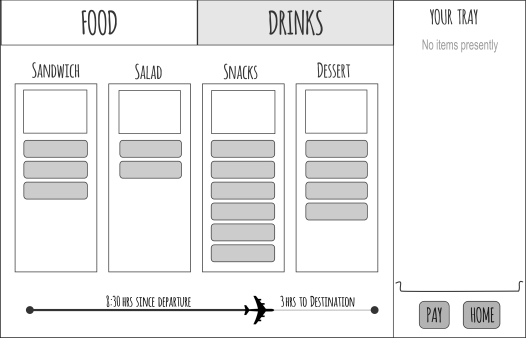 FOOD
DRINKS
YOUR TRAY
No items presently
SANDWICH
SALAD
SNACKS
DESSERT
8:30 HRS SINCE DEPARTURE
3 HRS TO DESTINATION
PAY
HOME